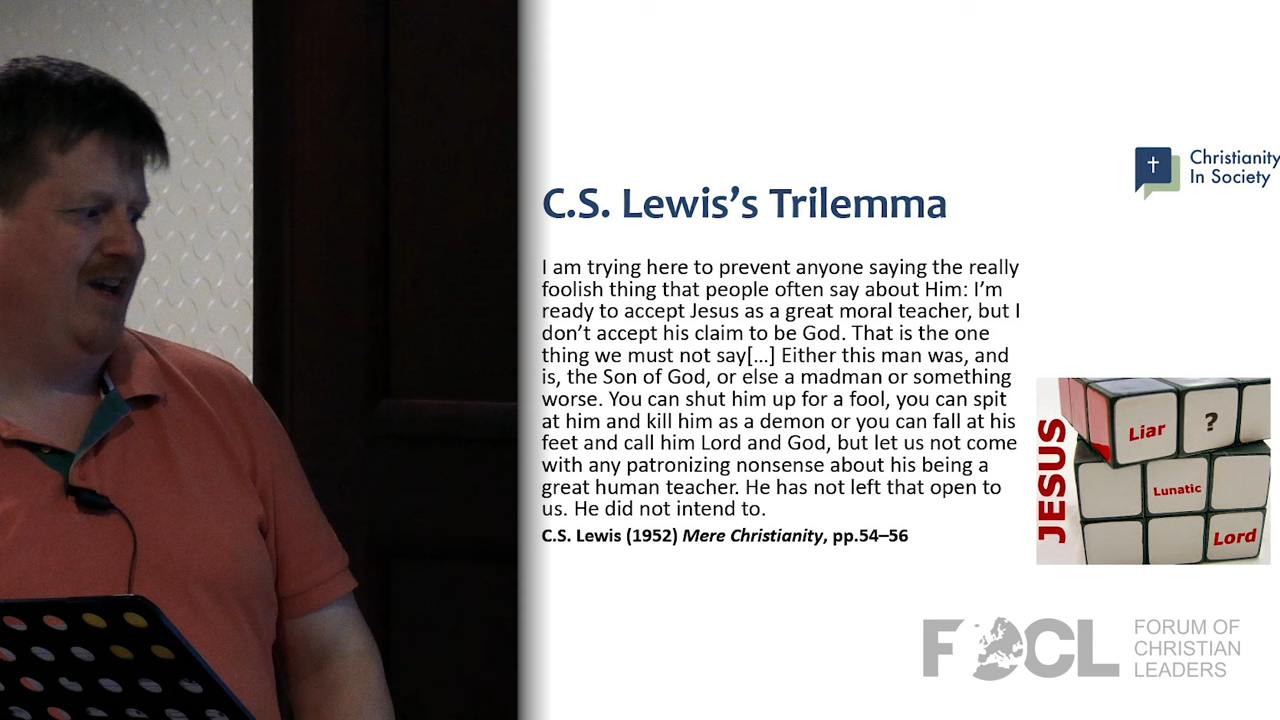 Christianity
In Society
C.S. Lewis's Trilemma
I am trying here to prevent anyone saying the really
foolish thing that people often say about Him: I'm
ready to accept Jesus as a great moral teacher, but I
don't accept his claim to be God. That is the one
thing we must not say[...] Either this man was, and
is, the Son of God, or else a madman or something
worse. You can shut him up for a fool, you can spit
at him and kill him as a demon or you can fall at his
feet and call him Lord and God, but let us not come
with any patronizing nonsense about his being a
great human teacher. He has not left that open to
us. He did not intend to.
C.S. Lewis (1952) Mere Christianity, pp.54–56
JESUS
Liar
?
Lunatic
Lord
FOCL
FORUM OF
CHRISTIAN
LEADERS